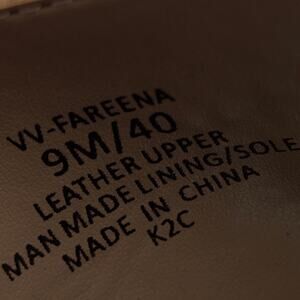 VV-FAREENA
9M/40
LEATHER UPPER
MAN MADE LINING/SOLE
MADE IN CHINA
K2C